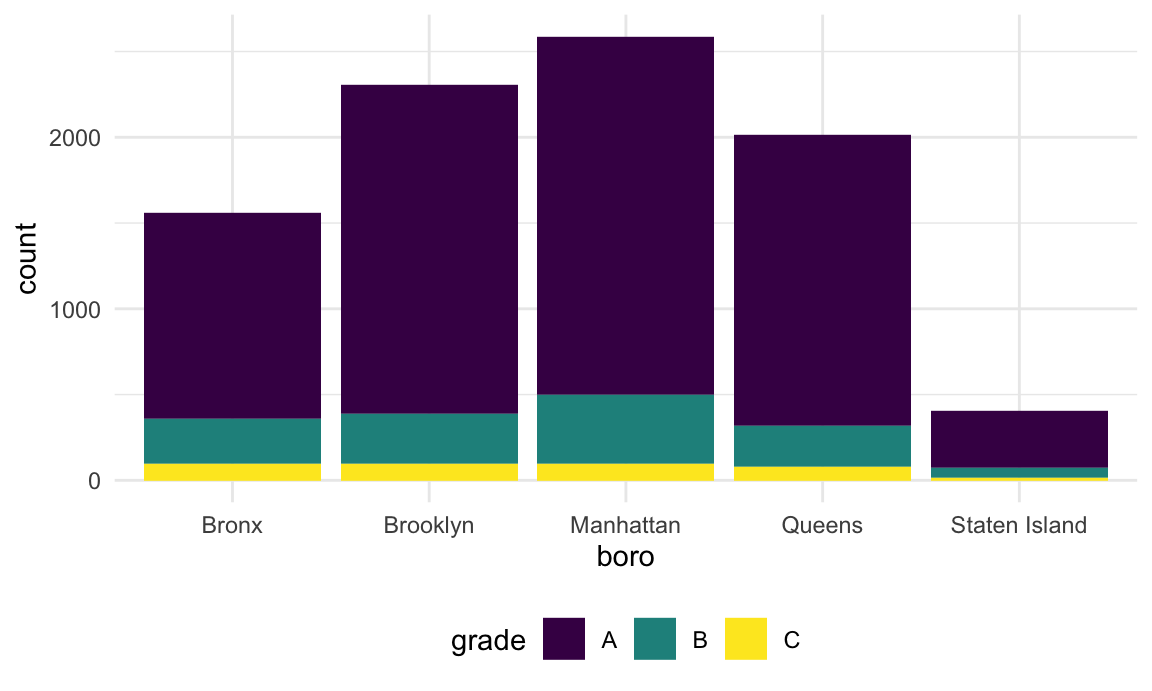 2000
1000
0
count
Bronx Brooklyn Manhattan Queens Staten Island
boro
grade A B C